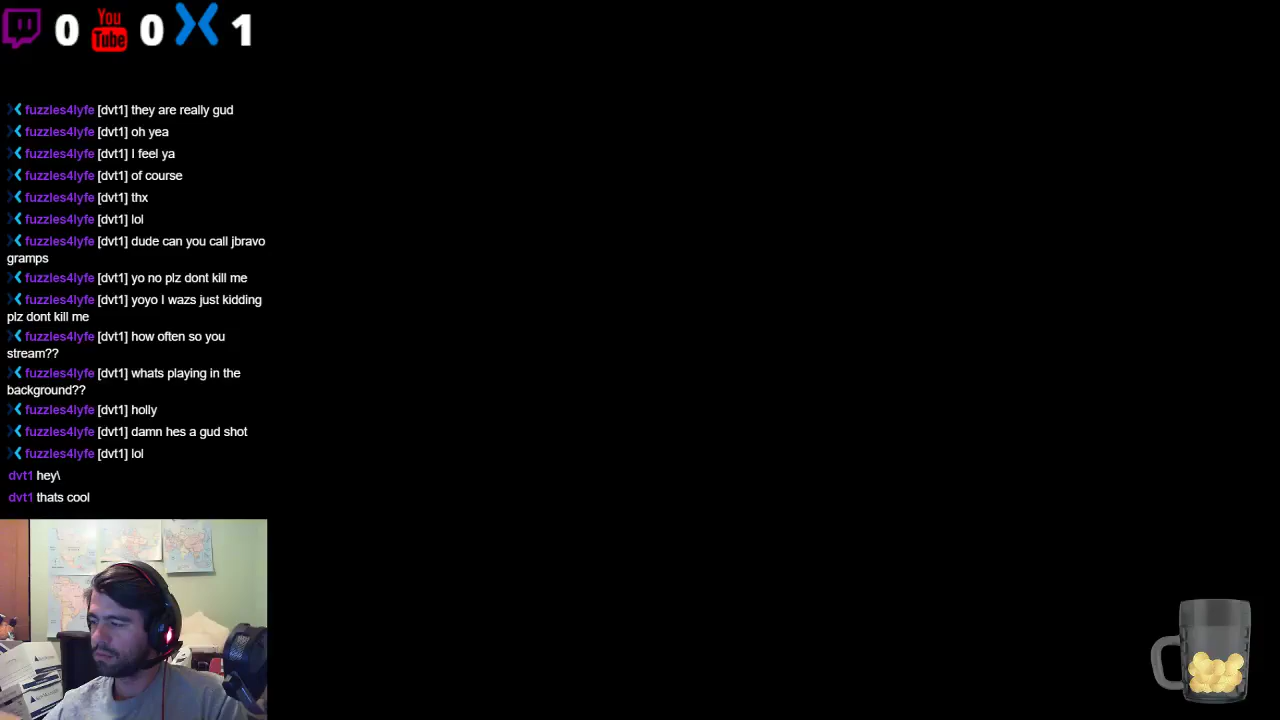 0 You Tube 0 1
fuzzles4lyfe [dvt1] they are really gud
fuzzles4lyfe [dvt1] oh yea
fuzzles4lyfe [dvt1] I feel ya
fuzzles4lyfe [dvt1] of course
fuzzles4lyfe [dvt1] thx
fuzzles4lyfe [dvt1] lol
fuzzles4lyfe [dvt1] dude can you call jbravo
gramps
fuzzles4lyfe [dvt1] yo no plz dont kill me
fuzzles4lyfe [dvt1] yoyo I wazs just kidding
plz dont kill me
fuzzles4lyfe [dvt1] how often so you
stream??
fuzzles4lyfe [dvt1] whats playing in the
background??
fuzzles4lyfe [dvt1] holly
fuzzles4lyfe [dvt1] damn hes a gud shot
fuzzles4lyfe [dvt1] lol
dvt1 hey\
dvt1 thats cool